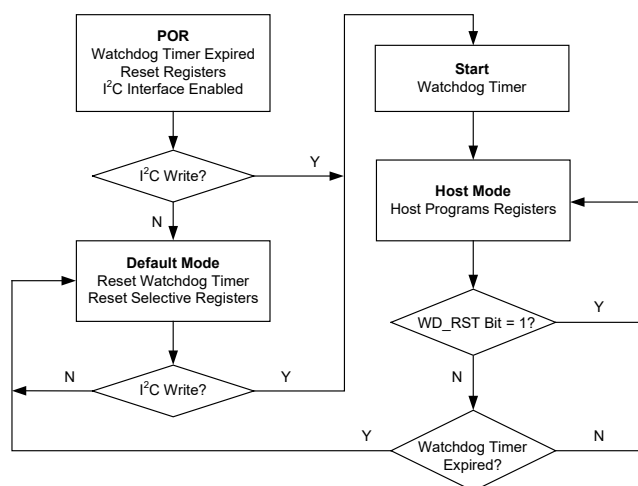 POR
Watchdog Timer Expired
Reset Registers
I²C Interface Enabled
I²C Write?
Y
N
Default Mode
Reset Watchdog Timer
Reset Selective Registers
I²C Write?
N
Y
Start
Watchdog Timer
Host Mode
Host Programs Registers
WD_RST Bit = 1?
Y
N
Watchdog Timer
Expired?
Y
N